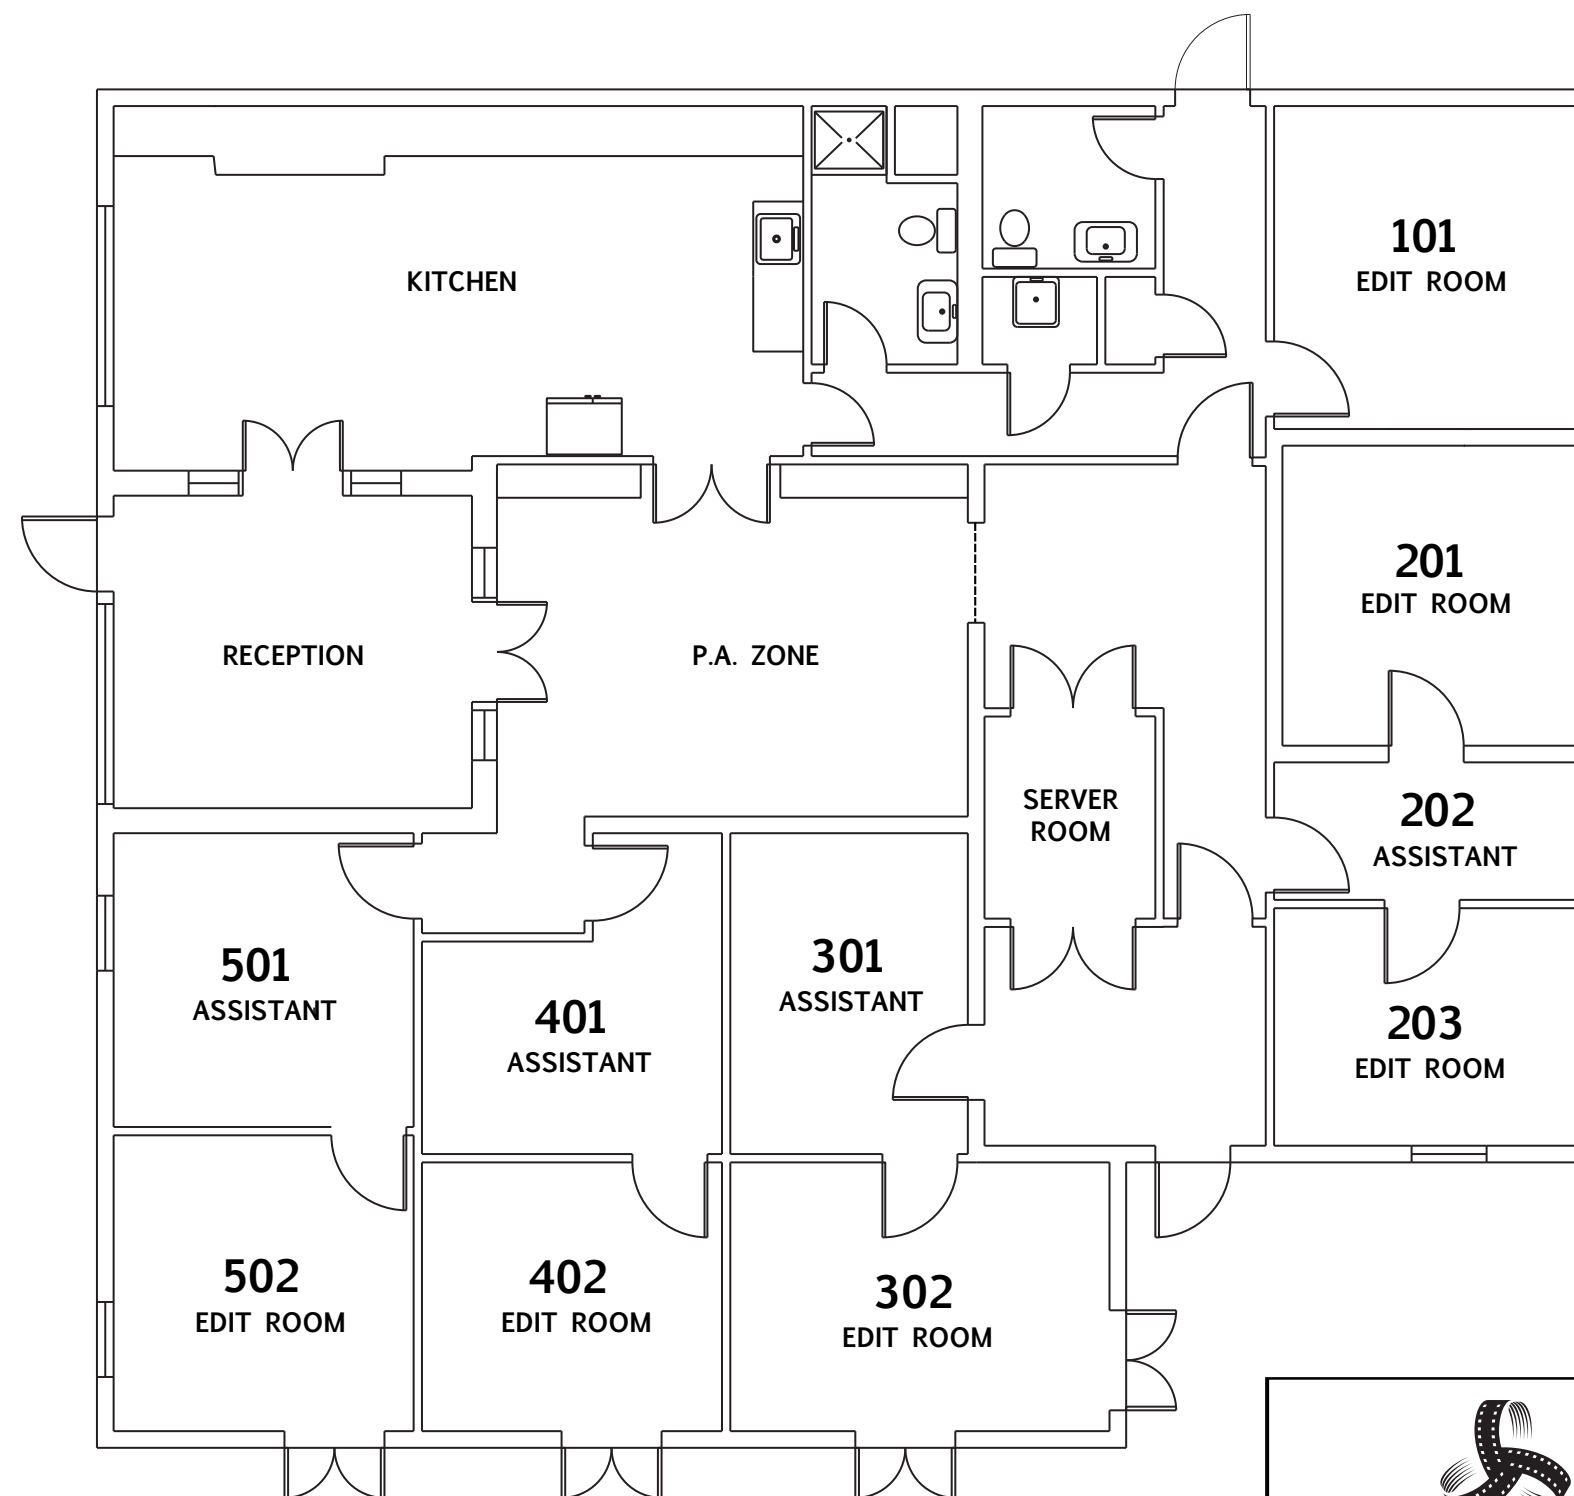 101
EDIT ROOM
KITCHEN
201
EDIT ROOM
RECEPTION
P.A. ZONE
SERVER
ROOM
202
ASSISTANT
501
ASSISTANT
401
ASSISTANT
301
ASSISTANT
203
EDIT ROOM
502
EDIT ROOM
402
EDIT ROOM
302
EDIT ROOM